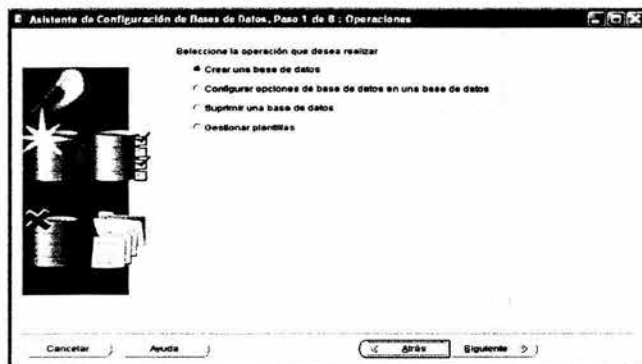 Asistente de Configuración de Bases de Datos, Paso 1 de 8 : Operaciones
Seleccione la operación que desea realizar
Crear una base de datos
Configurar opciones de base de datos en una base de datos
Suprimir una base de datos
Gestionar plantillas
Cancelar
Ayuda
Atrás
Siguiente